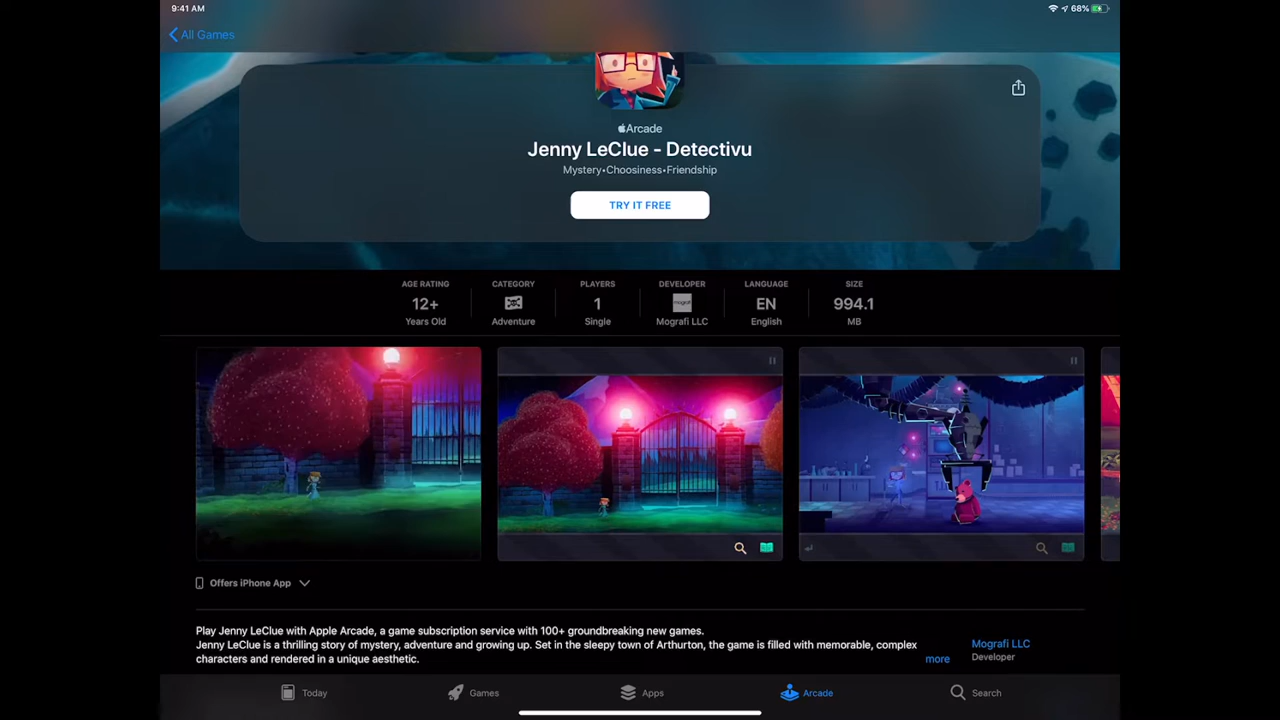 9:41 AM
68%
All Games
Arcade
Jenny LeClue - Detectivu
Mystery•Choosiness•Friendship
TRY IT FREE
AGE RATING
12+
Years Old
CATEGORY
Adventure
PLAYERS
1
Single
DEVELOPER
mografi
Mografi LLC
LANGUAGE
EN
English
SIZE
994.1
MB
Offers iPhone App
Play Jenny LeClue with Apple Arcade, a game subscription service with 100+ groundbreaking new games.
Jenny LeClue is a thrilling story of mystery, adventure and growing up. Set in the sleepy town of Arthurton, the game is filled with memorable, complex
characters and rendered in a unique aesthetic.
more
Mografi LLC
Developer
Today
Games
Apps
Arcade
Search